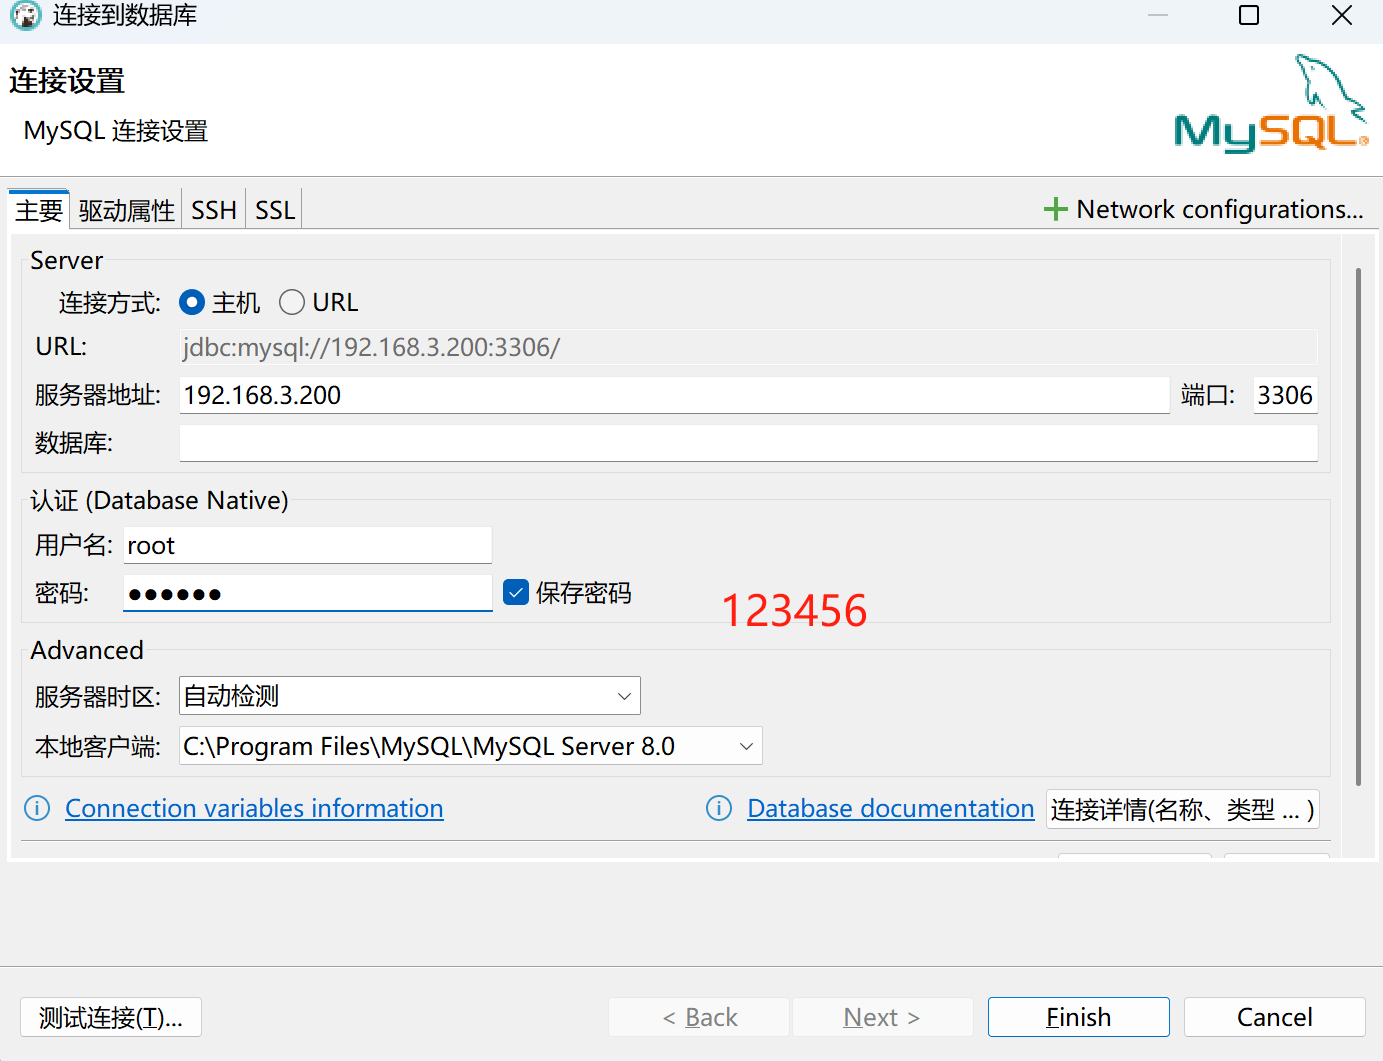 连接到数据库
连接设置
MySQL 连接设置
MySQL®
主要 驱动属性 SSH SSL Network configurations...
Server
连接方式: 主机 URL
URL: jdbc:mysql://192.168.3.200:3306/
服务器地址: 192.168.3.200 端口: 3306
数据库:
认证 (Database Native)
用户名: root
密码: ●●●●●● 保存密码
123456
Advanced
服务器时区: 自动检测
本地客户端: C:\Program Files\MySQL\MySQL Server 8.0
Connection variables information Database documentation 连接详情(名称、类型 ... )
测试连接(T)... < Back Next > Finish Cancel